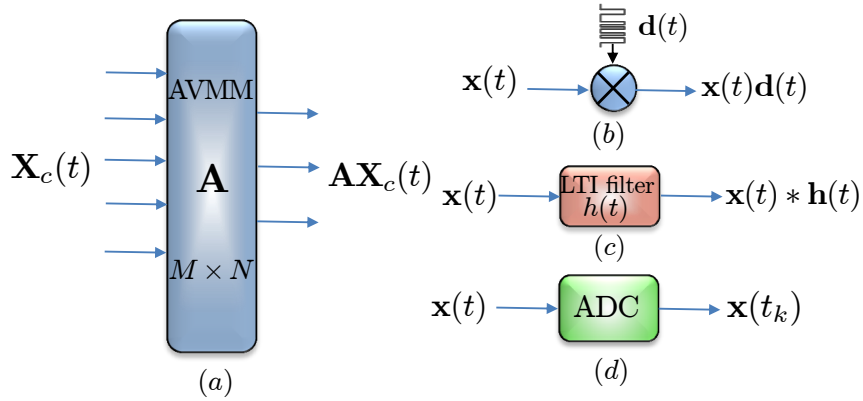 AVMM
X_c(t)
A
AX_c(t)
M × N
(a)
d(t)
x(t)
x(t)d(t)
(b)
x(t)
LTI filter
h(t)
x(t) ∗ h(t)
(c)
x(t)
ADC
x(t_k)
(d)